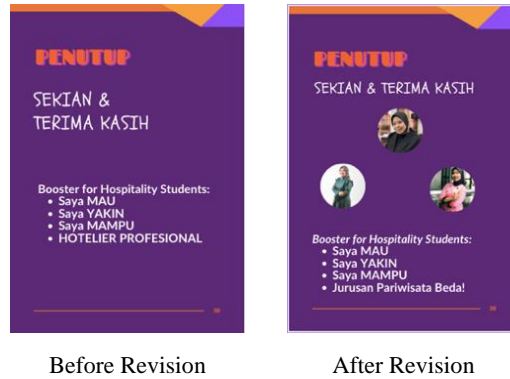 PENUTUP
SEKIAN &
TERIMA KASIH
Booster for Hospitality Students:
• Saya MAU
• Saya YAKIN
• Saya MAMPU
• HOTELIER PROFESIONAL
Before Revision
PENUTUP
SEKIAN & TERIMA KASIH
Booster for Hospitality Students:
• Saya MAU
• Saya YAKIN
• Saya MAMPU
• Jurusan Pariwisata Beda!
After Revision